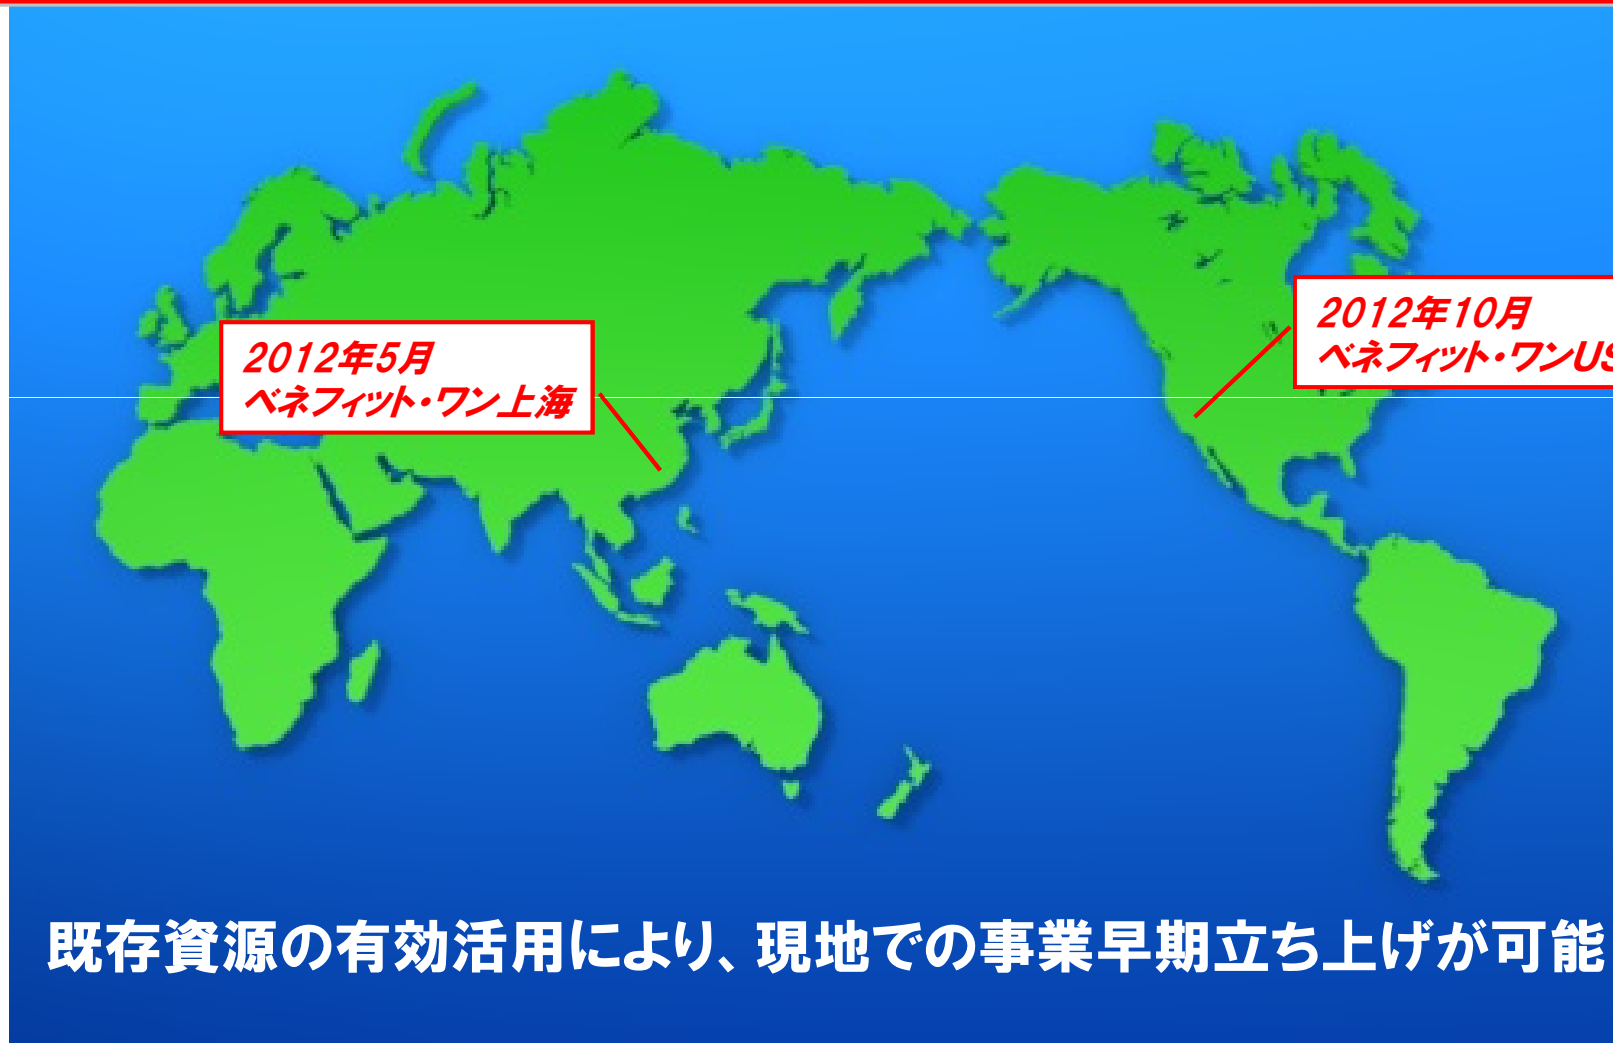 2012年5月
ベネフィット・ワン上海
2012年10月
ベネフィット・ワンUS
既存資源の有効活用により、現地での事業早期立ち上げが可能